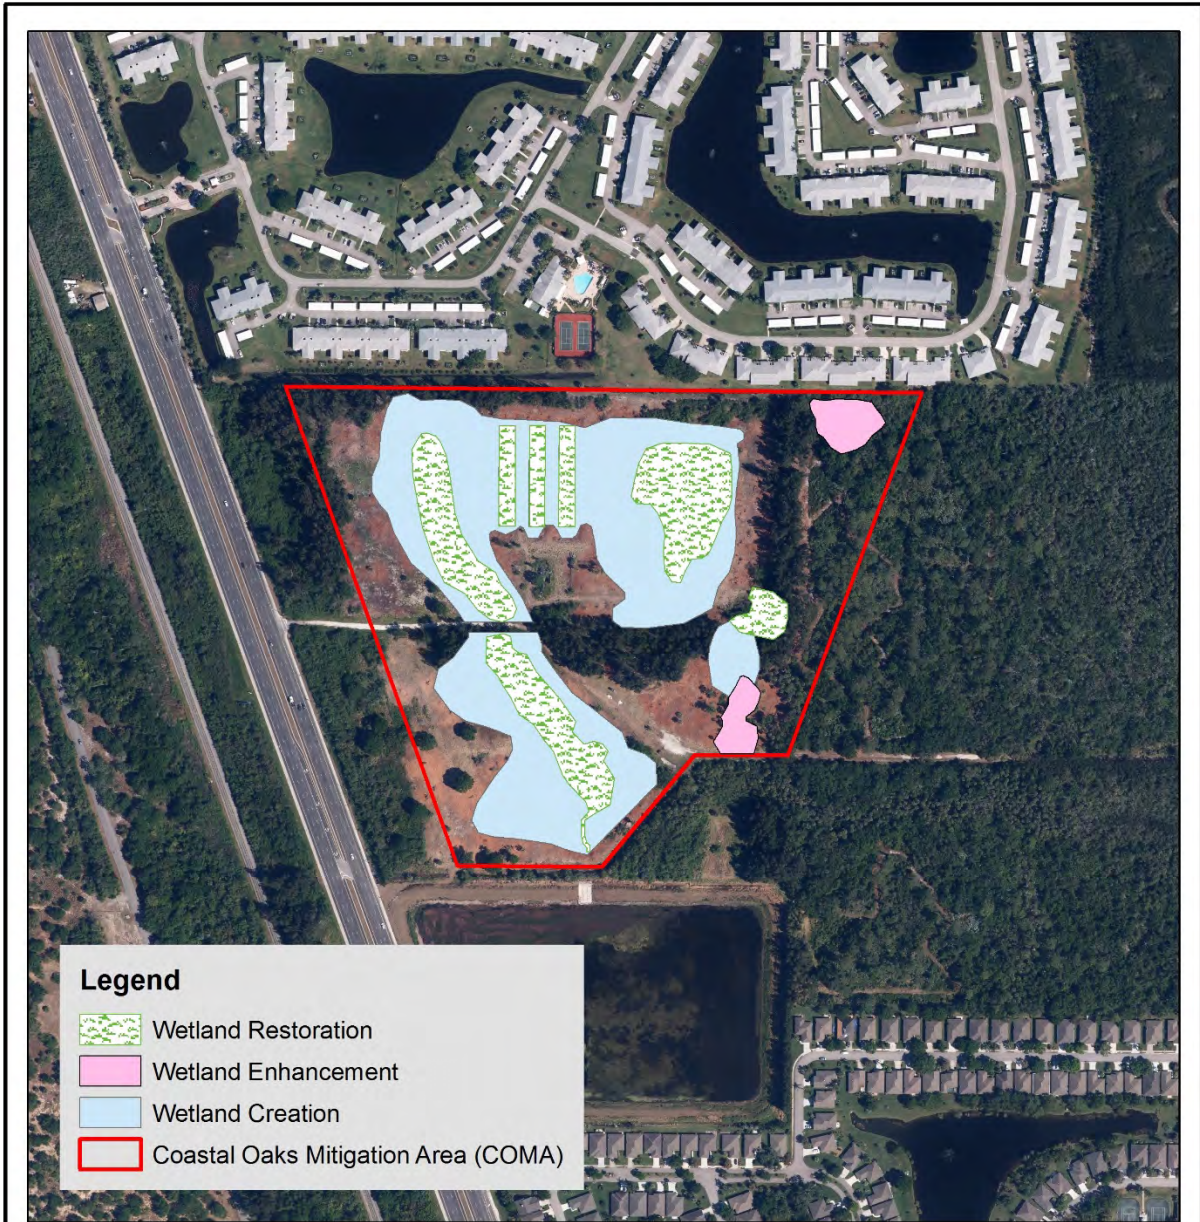 Legend
Wetland Restoration
Wetland Enhancement
Wetland Creation
Coastal Oaks Mitigation Area (COMA)